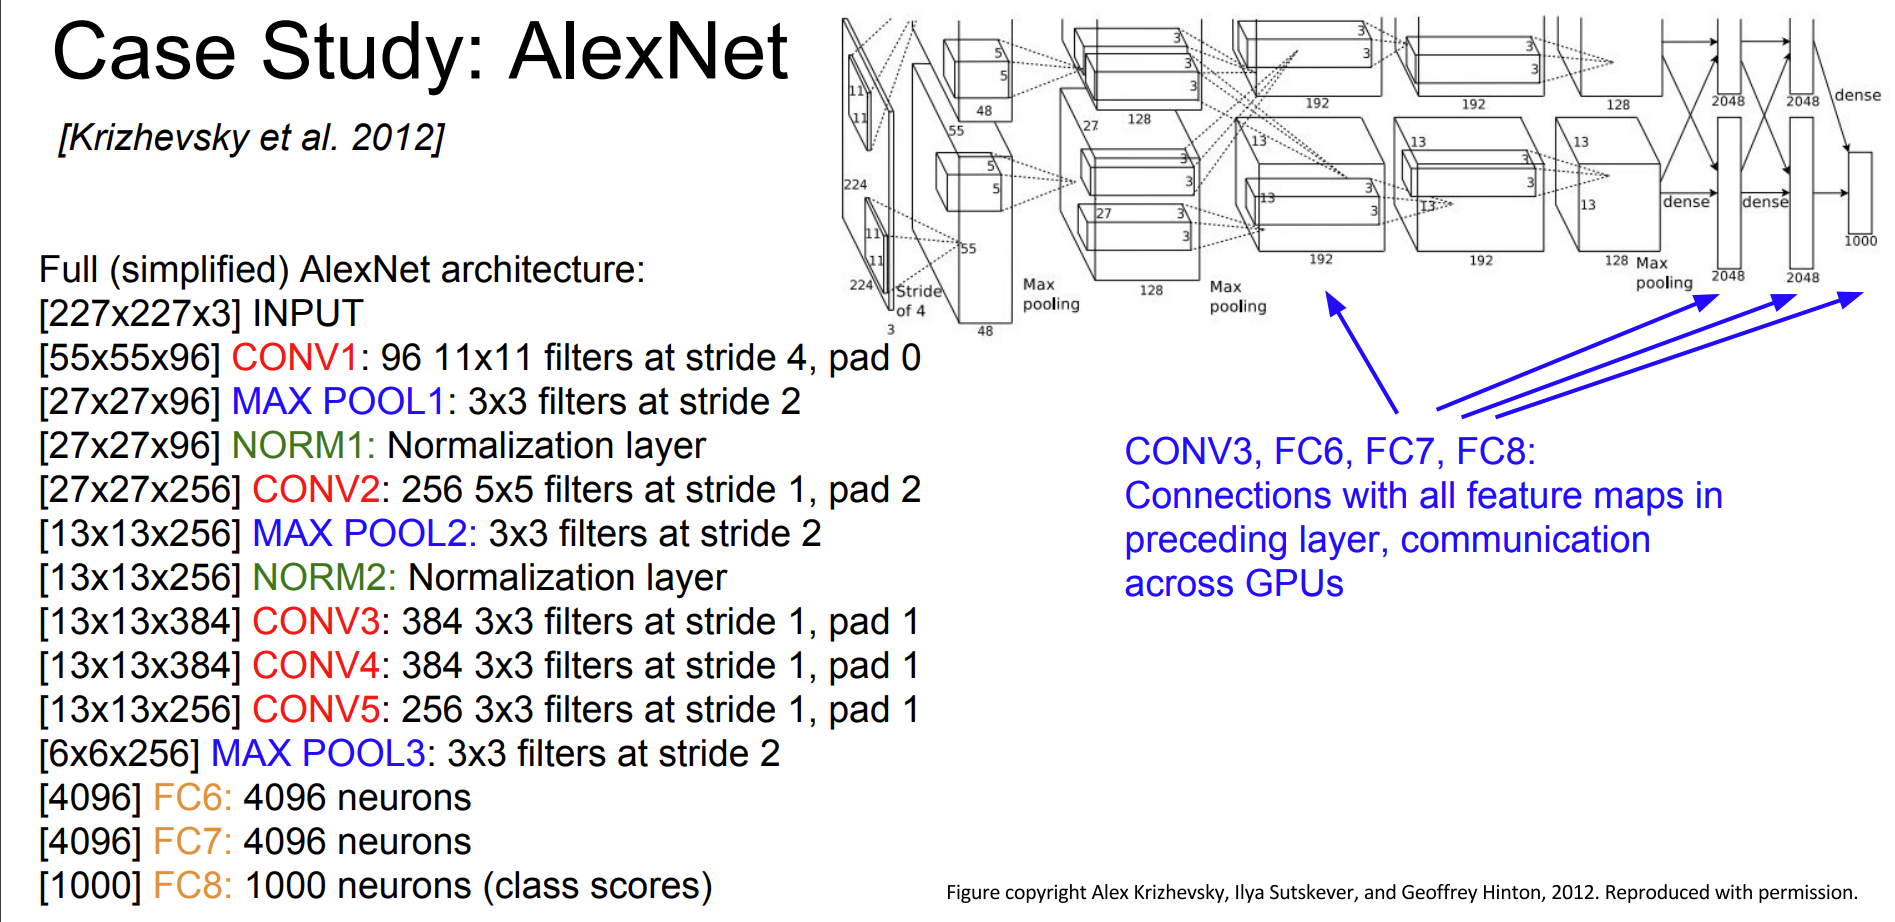 Case Study: AlexNet
[Krizhevsky et al. 2012]
Full (simplified) AlexNet architecture:
[227x227x3] INPUT
[55x55x96] CONV1: 96 11x11 filters at stride 4, pad 0
[27x27x96] MAX POOL1: 3x3 filters at stride 2
[27x27x96] NORM1: Normalization layer
[27x27x256] CONV2: 256 5x5 filters at stride 1, pad 2
[13x13x256] MAX POOL2: 3x3 filters at stride 2
[13x13x256] NORM2: Normalization layer
[13x13x384] CONV3: 384 3x3 filters at stride 1, pad 1
[13x13x384] CONV4: 384 3x3 filters at stride 1, pad 1
[13x13x256] CONV5: 256 3x3 filters at stride 1, pad 1
[6x6x256] MAX POOL3: 3x3 filters at stride 2
[4096] FC6: 4096 neurons
[4096] FC7: 4096 neurons
[1000] FC8: 1000 neurons (class scores)
11
11
224
11
11
224
3
Stride
of 4
5
5
48
55
5
5
55
48
Max
pooling
3
3
3
128
27
3
3
27
3
3
128
Max
pooling
3
3
192
13
3
13
3
192
3
3
192
13
3
3
13
192
128
13
13
128
Max
pooling
2048
2048
dense
dense
dense
2048
2048
1000
CONV3, FC6, FC7, FC8:
Connections with all feature maps in
preceding layer, communication
across GPUs
Figure copyright Alex Krizhevsky, Ilya Sutskever, and Geoffrey Hinton, 2012. Reproduced with permission.